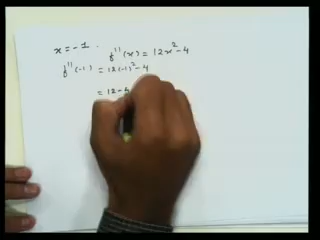 x = -1 . f''(x) = 12x² - 4
f''(-1) = 12(-1)² - 4
= 12 - 4